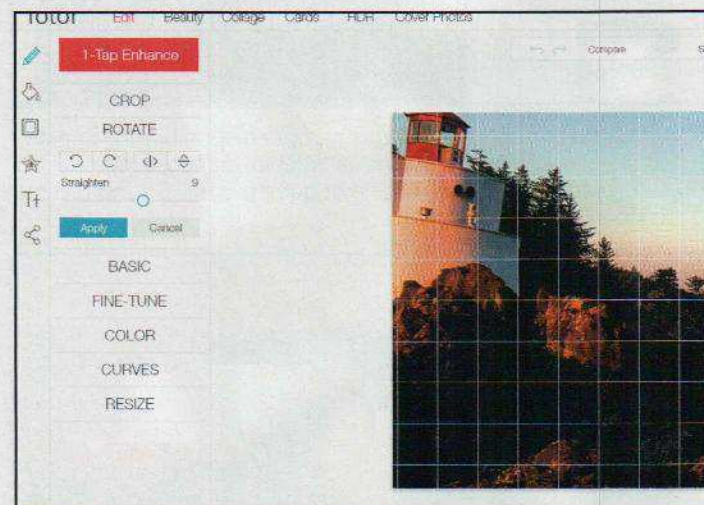 Fotor Edit Beauty Collage Cards HDR Cover Photos
1-Tap Enhance
Compare
CROP
ROTATE
Straighten 9
Apply Cancel
BASIC
FINE-TUNE
COLOR
CURVES
RESIZE